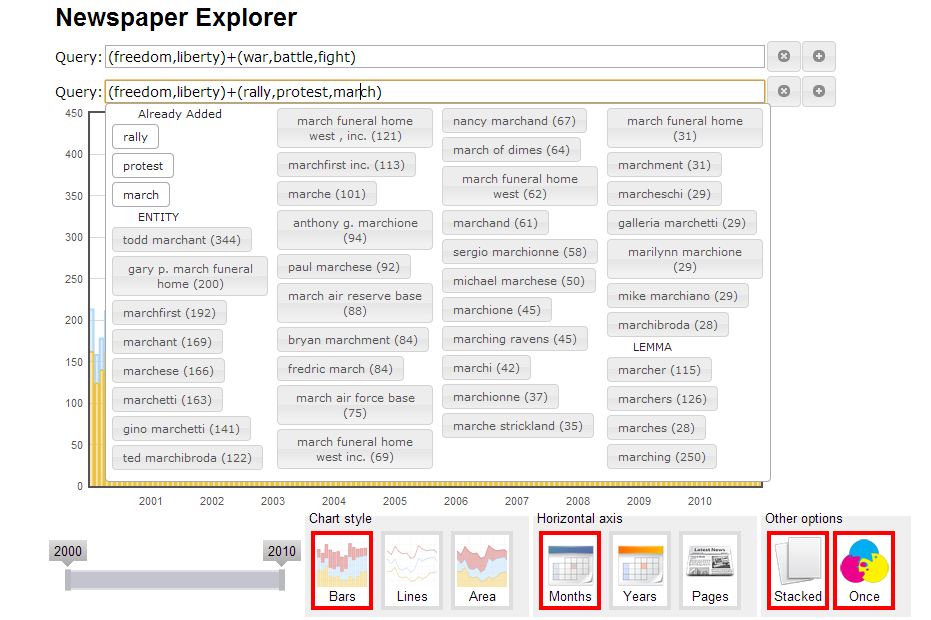 Newspaper Explorer
Query: (freedom,liberty)+(war,battle,fight)
Query: (freedom,liberty)+(rally,protest,march)
450
400
350
300
250
200
150
100
50
0
Already Added
rally
protest
march
ENTITY
todd marchant (344)
gary p. march funeral
home (200)
marchfirst (192)
marchant (169)
marchese (166)
marchetti (163)
gino marchetti (141)
ted marchibroda (122)
march funeral home
west , inc. (121)
marchfirst inc. (113)
marche (101)
anthony g. marchione
(94)
paul marchese (92)
march air reserve base
(88)
bryan marchment (84)
fredric march (84)
march air force base
(75)
march funeral home
west inc. (69)
nancy marchand (67)
march of dimes (64)
march funeral home
west (62)
marchand (61)
sergio marchionne (58)
michael marchese (50)
marchione (45)
marching ravens (45)
marchi (42)
marchionne (37)
marche strickland (35)
march funeral home
(31)
marchment (31)
marcheschi (29)
galleria marchetti (29)
marilynn marchione
(29)
mike marchiano (29)
marchibroda (28)
LEMMA
marcher (115)
marchers (126)
marches (28)
marching (250)
2001 2002 2003 2004 2005 2006 2007 2008 2009 2010
2000 2010
Chart style
Bars Lines Area
Horizontal axis
Months Years Pages
Latest News
Other options
Stacked Once